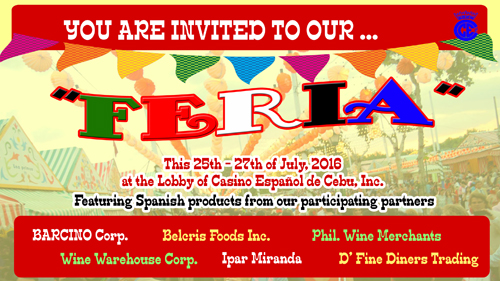 YOU ARE INVITED TO OUR ...
"FERIA"
This 25th - 27th of July, 2016
at the Lobby of Casino Español de Cebu, Inc.
Featuring Spanish products from our participating partners
BARCINO Corp. Belcris Foods Inc. Phil. Wine Merchants
Wine Warehouse Corp. Ipar Miranda D' Fine Diners Trading